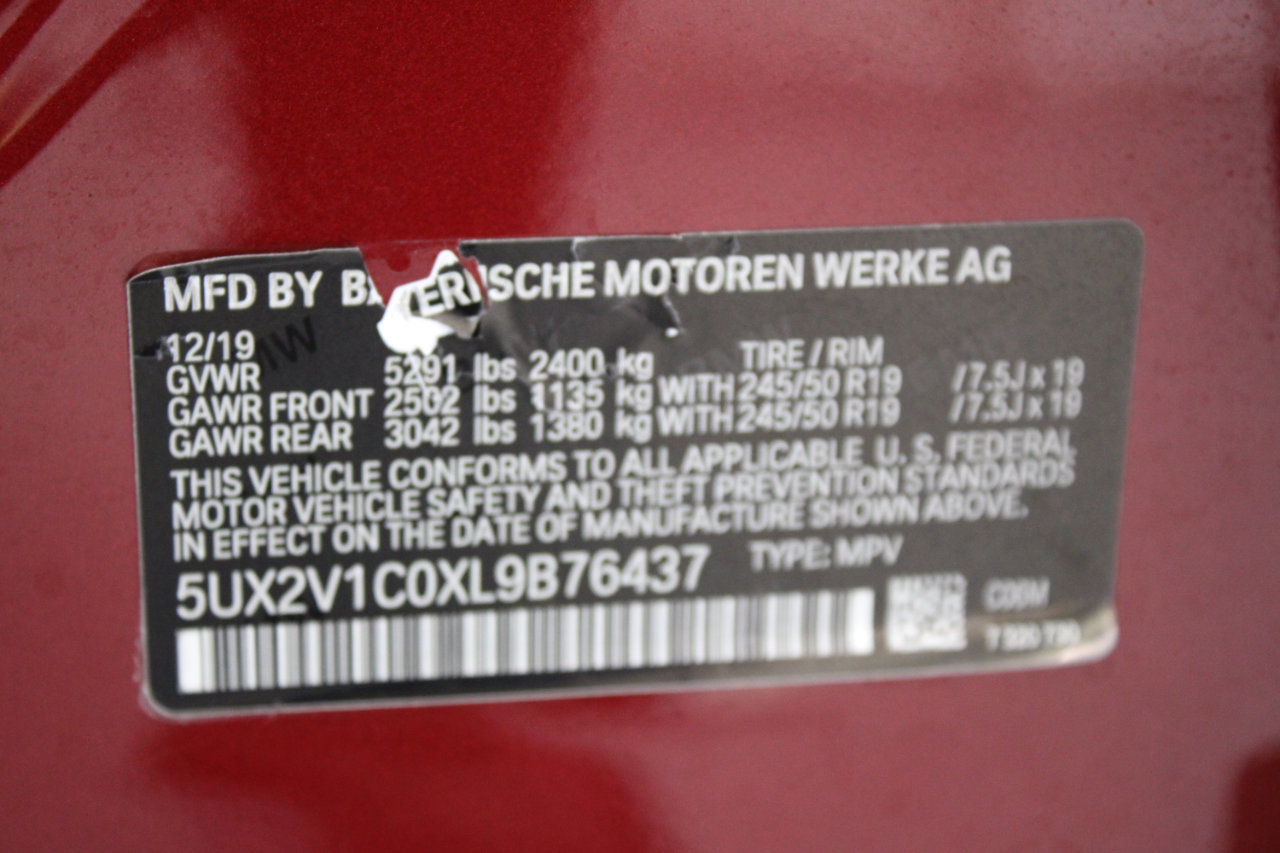 MFD BY BAYERISCHE MOTOREN WERKE AG
12/19 TIRE / RIM
GVWR 5291 lbs 2400 kg
GAWR FRONT 2502 lbs 1135 kg WITH 245/50 R19 / 7.5J x 19
GAWR REAR 3042 lbs 1380 kg WITH 245/50 R19 / 7.5J x 19
THIS VEHICLE CONFORMS TO ALL APPLICABLE U. S. FEDERAL
MOTOR VEHICLE SAFETY AND THEFT PREVENTION STANDARDS
IN EFFECT ON THE DATE OF MANUFACTURE SHOWN ABOVE.
5UX2V1C0XL9B76437 TYPE: MPV